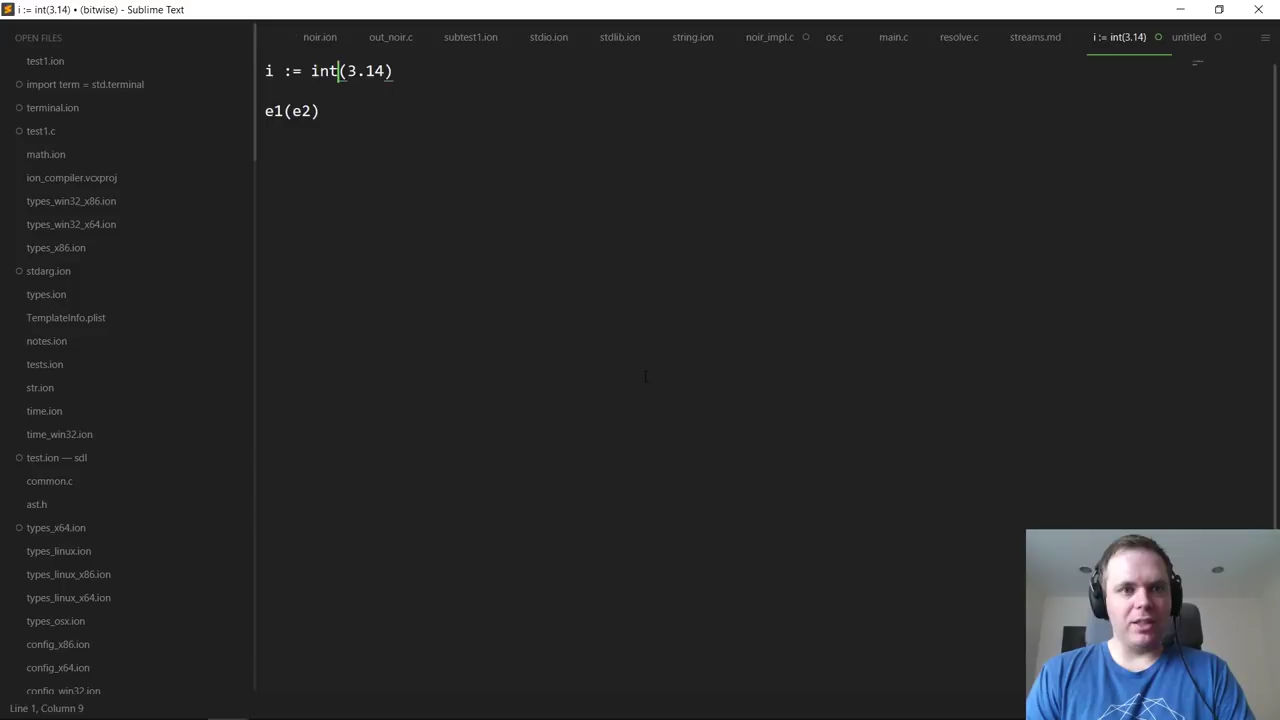 i := int(3.14) • (bitwise) - Sublime Text
OPEN FILES
test1.ion
import term = std.terminal
terminal.ion
test1.c
math.ion
ion_compiler.vcxproj
types_win32_x86.ion
types_win32_x64.ion
types_x86.ion
stdarg.ion
types.ion
TemplateInfo.plist
notes.ion
tests.ion
str.ion
time.ion
time_win32.ion
test.ion — sdl
common.c
ast.h
types_x64.ion
types_linux.ion
types_linux_x86.ion
types_linux_x64.ion
types_osx.ion
config_x86.ion
config_x64.ion
config_win32.ion
noir.ion out_noir.c subtest1.ion stdio.ion stdlib.ion string.ion noir_impl.c os.c main.c resolve.c streams.md i := int(3.14) untitled
i := int(3.14)
e1(e2)
Line 1, Column 9